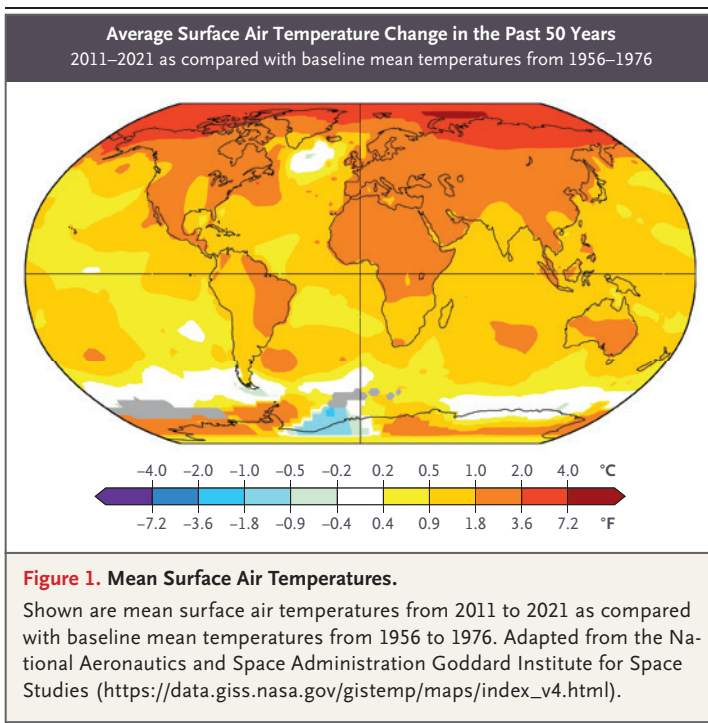 Average Surface Air Temperature Change in the Past 50 Years
2011–2021 as compared with baseline mean temperatures from 1956–1976
–4.0 –2.0 –1.0 –0.5 –0.2 0.2 0.5 1.0 2.0 4.0 °C
–7.2 –3.6 –1.8 –0.9 –0.4 0.4 0.9 1.8 3.6 7.2 °F
Figure 1. Mean Surface Air Temperatures.
Shown are mean surface air temperatures from 2011 to 2021 as compared
with baseline mean temperatures from 1956 to 1976. Adapted from the Na-
tional Aeronautics and Space Administration Goddard Institute for Space
Studies (https://data.giss.nasa.gov/gistemp/maps/index_v4.html).